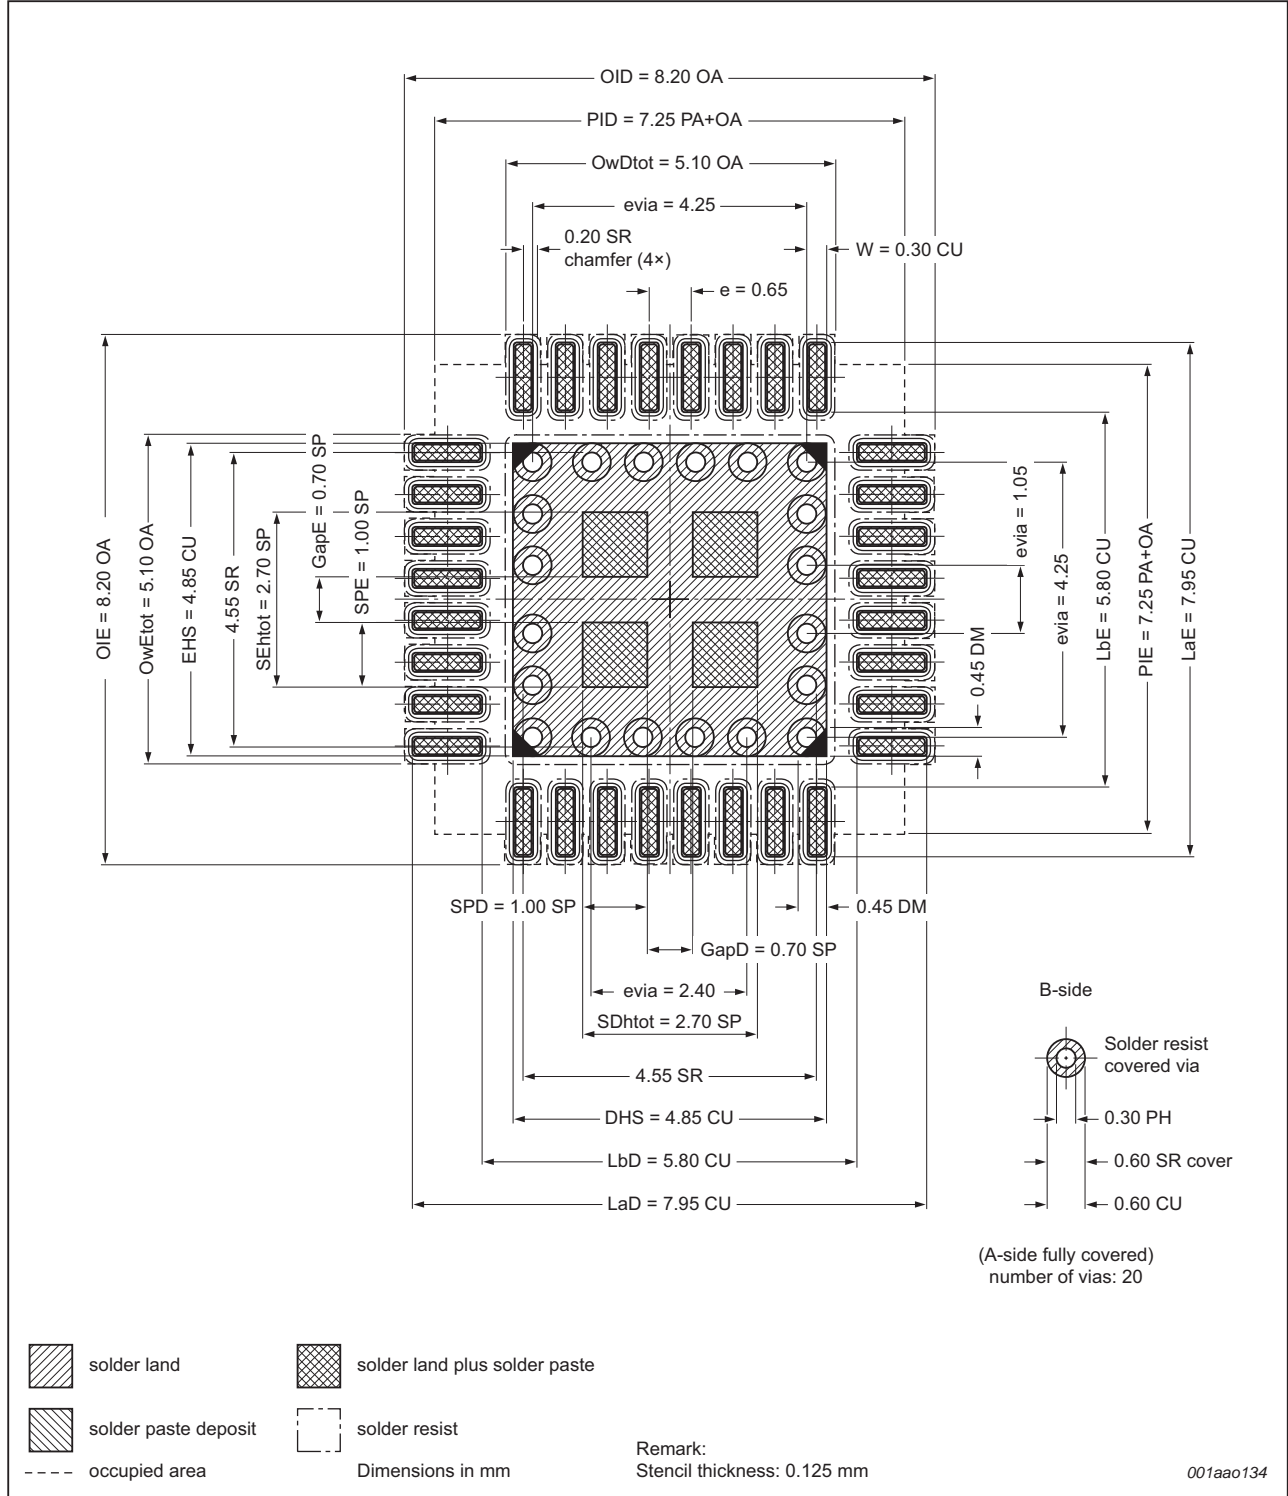 OID = 8.20 OA
PID = 7.25 PA+OA
OwDtot = 5.10 OA
evia = 4.25
0.20 SR
chamfer (4×)
W = 0.30 CU
e = 0.65
OIE = 8.20 OA
OwEtot = 5.10 OA
EHS = 4.85 CU
4.55 SR
SEhtot = 2.70 SP
GapE = 0.70 SP
SPE = 1.00 SP
evia = 1.05
0.45 DM
evia = 4.25
LbE = 5.80 CU
PIE = 7.25 PA+OA
LaE = 7.95 CU
SPD = 1.00 SP
0.45 DM
GapD = 0.70 SP
evia = 2.40
SDhtot = 2.70 SP
4.55 SR
DHS = 4.85 CU
LbD = 5.80 CU
LaD = 7.95 CU
B-side
Solder resist
covered via
0.30 PH
0.60 SR cover
0.60 CU
(A-side fully covered)
number of vias: 20
solder land
solder land plus solder paste
solder paste deposit
solder resist
occupied area
Dimensions in mm
Remark:
Stencil thickness: 0.125 mm
001aao134